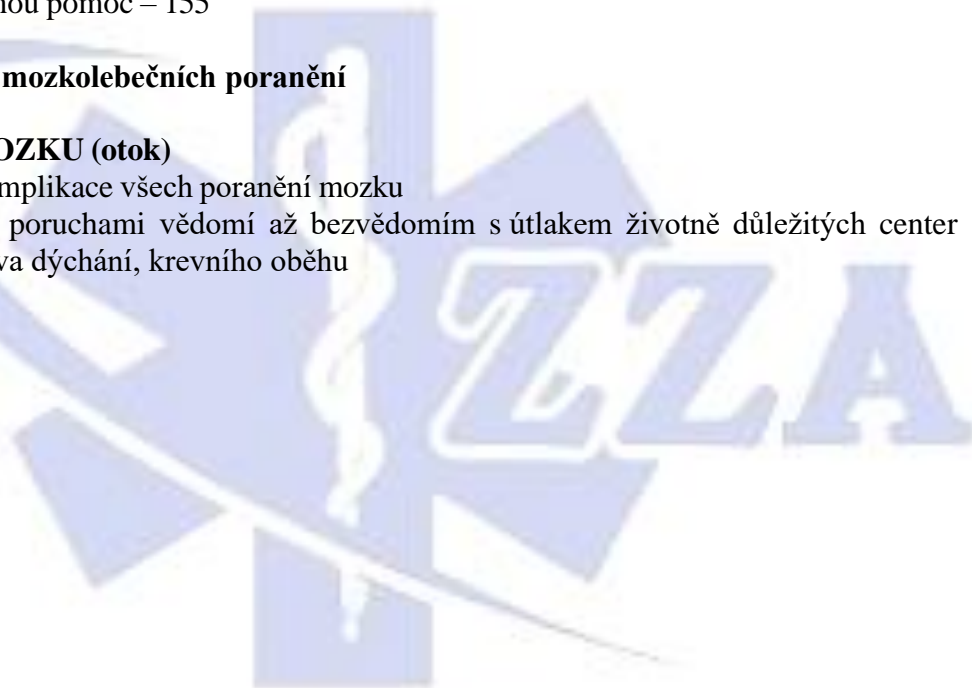 nou pomoc – 155
mozkolebečních poranění
OZKU (otok)
mplikace všech poranění mozku
poruchami vědomí až bezvědomím s útlakem životně důležitých center
va dýchání, krevního oběhu
ZZA